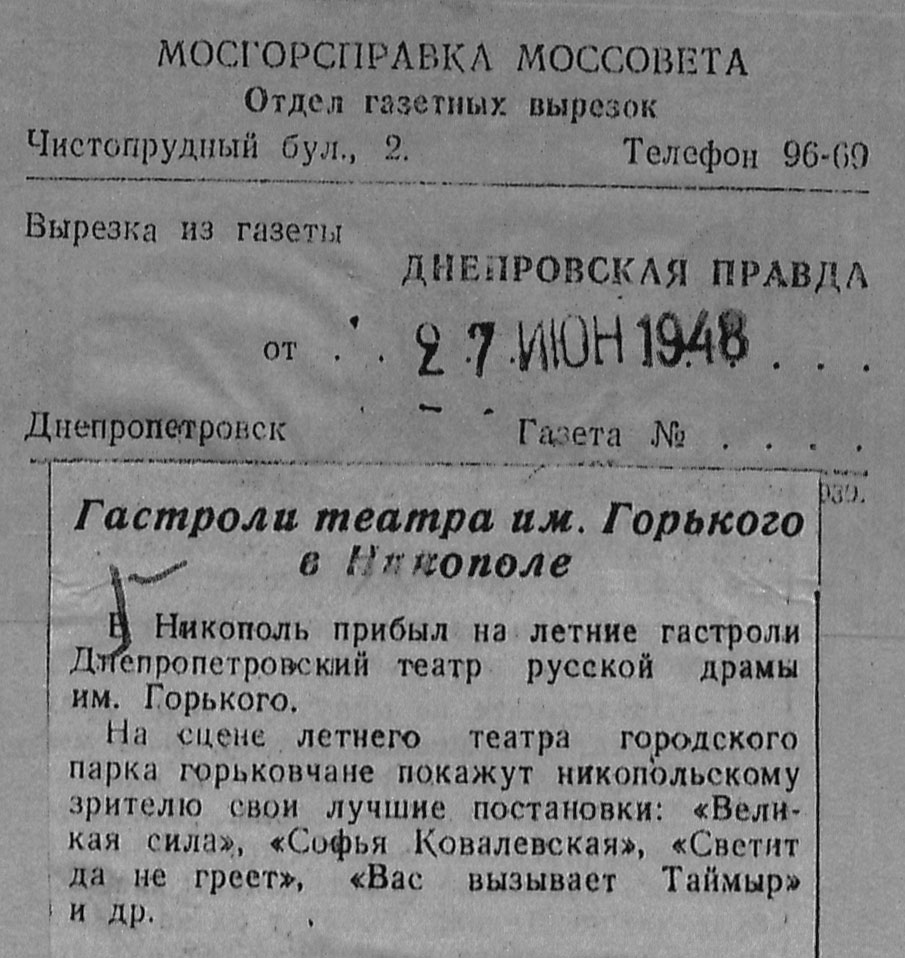 МОСГОРСПРАВКА МОССОВЕТА
Отдел газетных вырезок
Чистопрудный бул., 2. Телефон 96-69
Вырезка из газеты
ДНЕПРОВСКАЯ ПРАВДА
от . . 27 ИЮН 1948 . . .
Днепропетровск Газета № . . . .
939.
Гастроли театра им. Горького
в Никополе
В Никополь прибыл на летние гастроли
Днепропетровский театр русской драмы
им. Горького.
На сцене летнего театра городского
парка горьковчане покажут никопольскому
зрителю свои лучшие постановки: «Вели-
кая сила», «Софья Ковалевская», «Светит
да не греет», «Вас вызывает Таймыр»
и др.